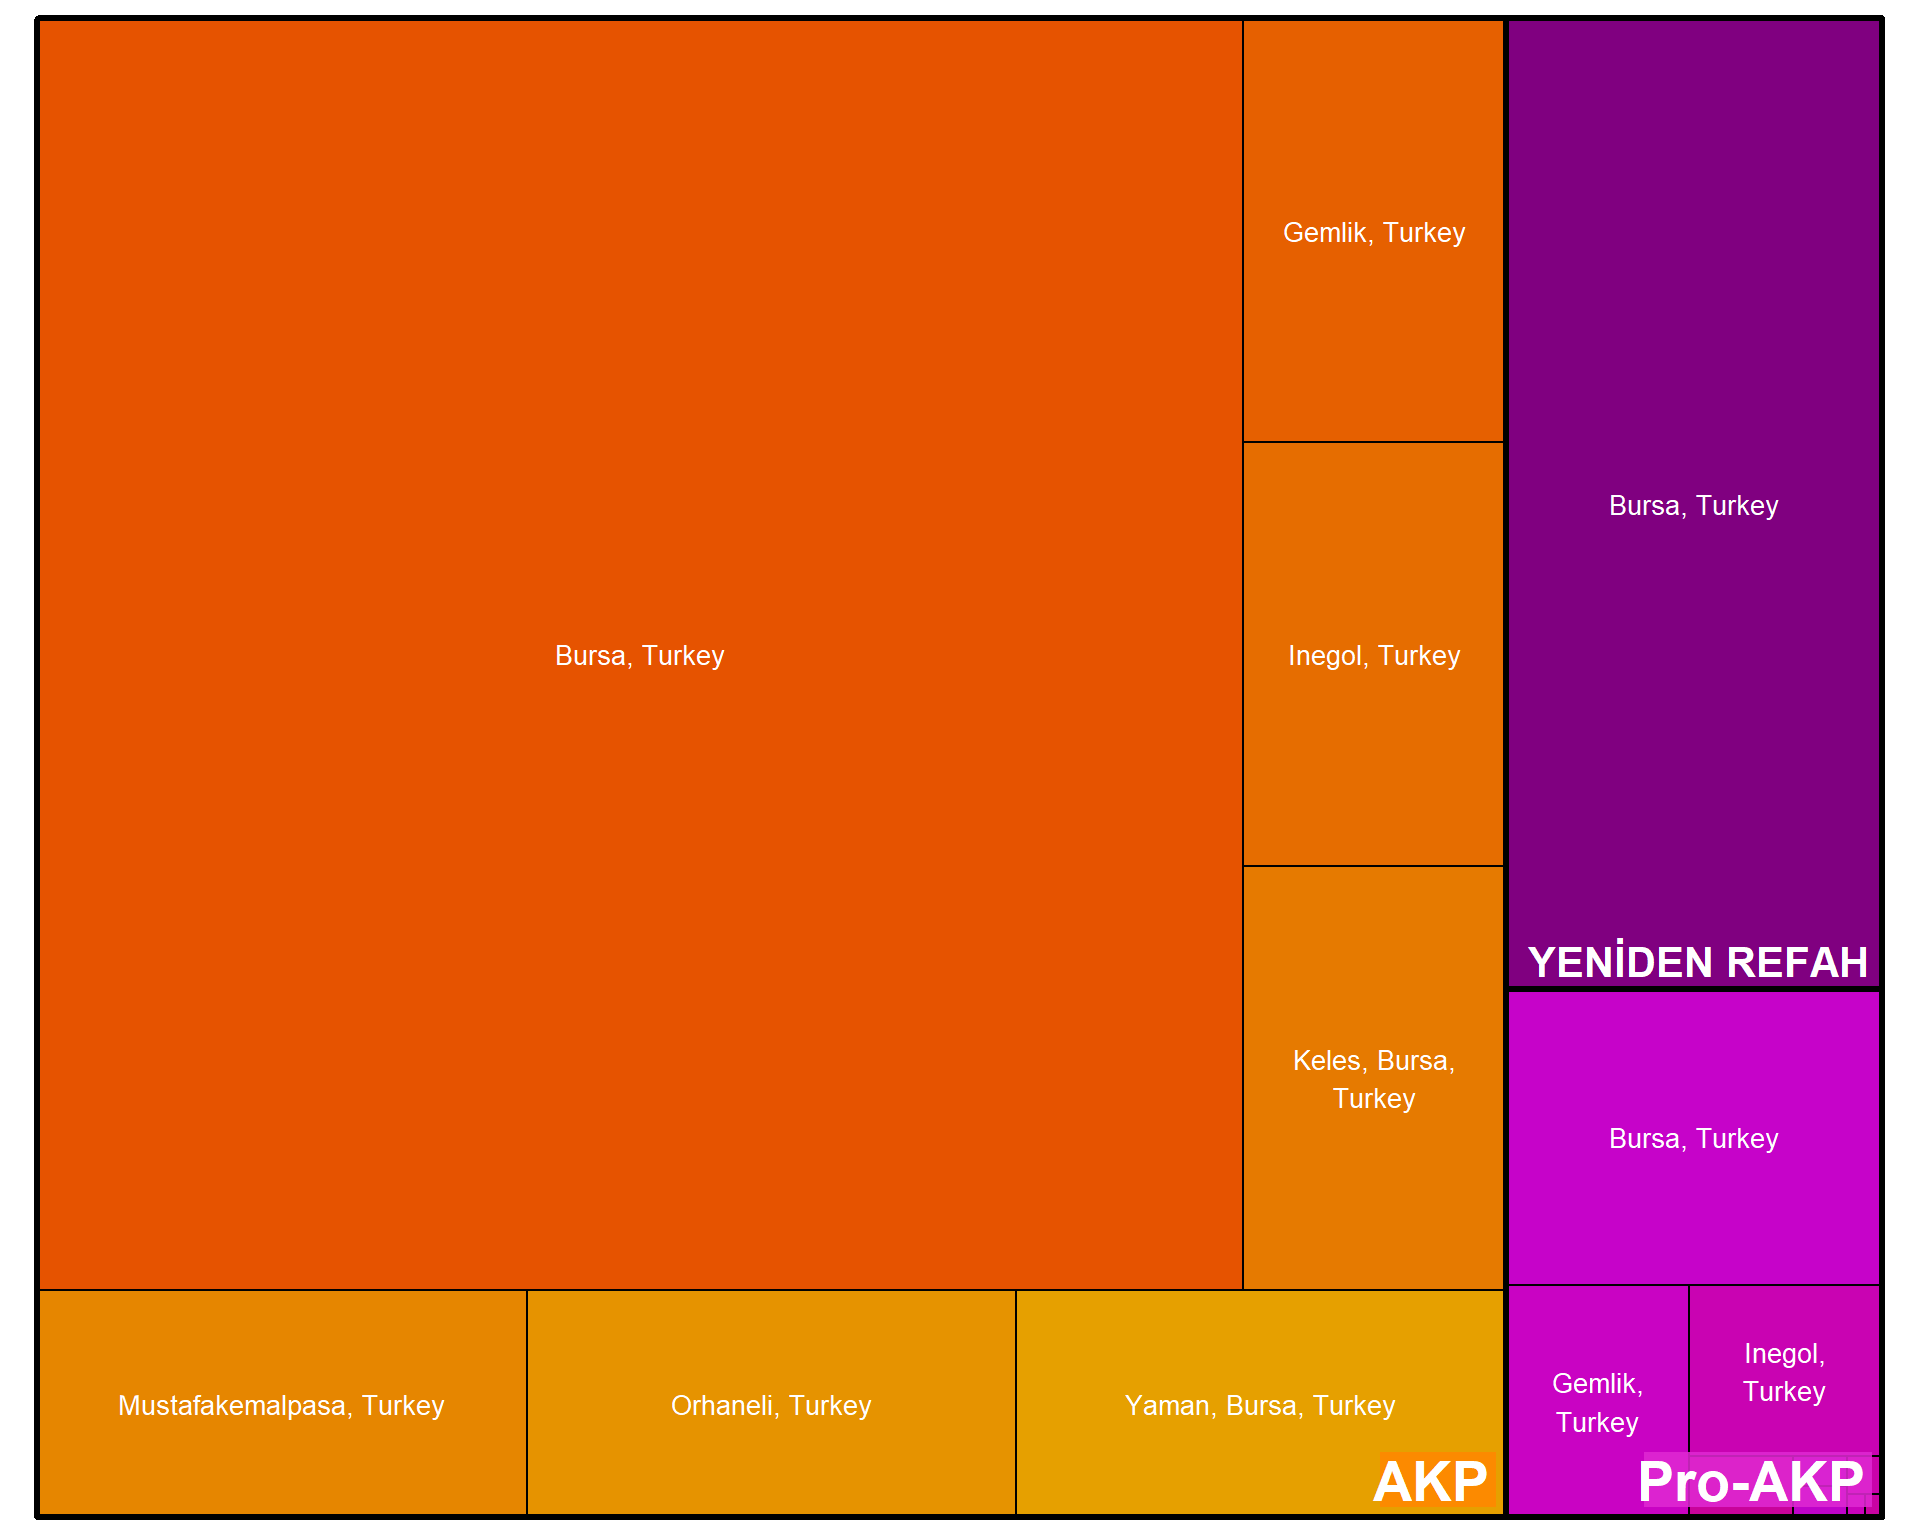 Bursa, Turkey
Gemlik, Turkey
Inegol, Turkey
Keles, Bursa,
Turkey
Mustafakemalpasa, Turkey
Orhaneli, Turkey
Yaman, Bursa, Turkey
AKP
Bursa, Turkey
YENİDEN REFAH
Bursa, Turkey
Gemlik,
Turkey
Inegol,
Turkey
Pro-AKP